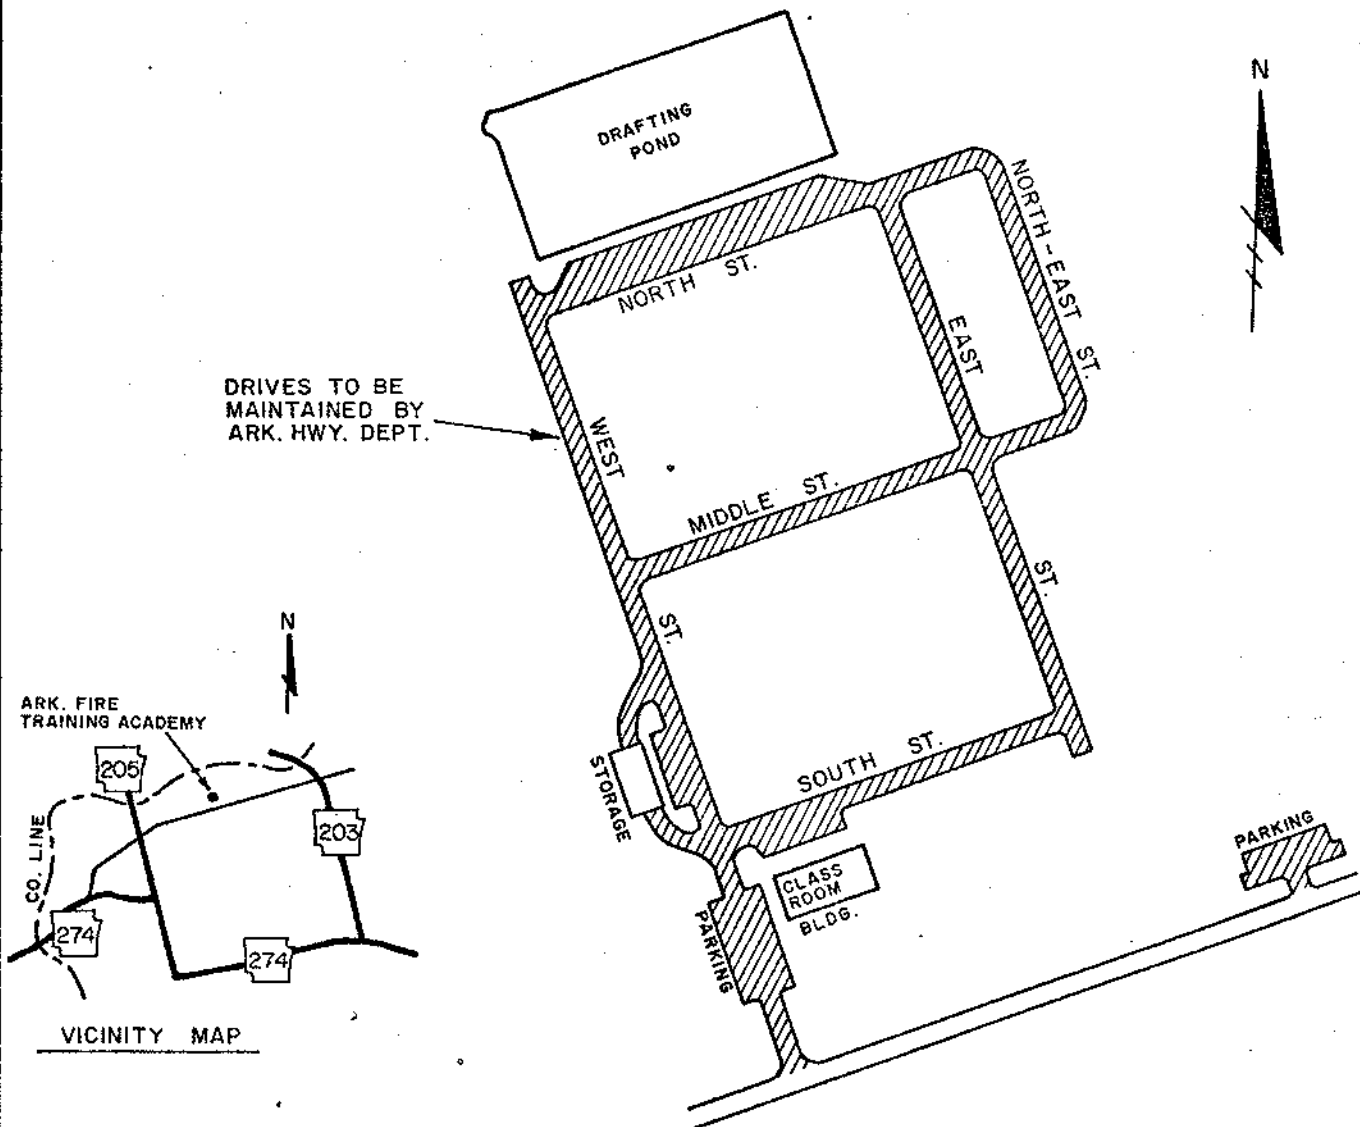 DRAFTING
POND
N
NORTH ST.
NORTH-EAST ST.
EAST ST.
DRIVES TO BE
MAINTAINED BY
ARK. HWY. DEPT.
WEST ST.
MIDDLE ST.
SOUTH ST.
STORAGE
PARKING
CLASS
ROOM
BLDG.
PARKING
N
ARK. FIRE
TRAINING ACADEMY
205
203
CO. LINE
274
274
VICINITY MAP